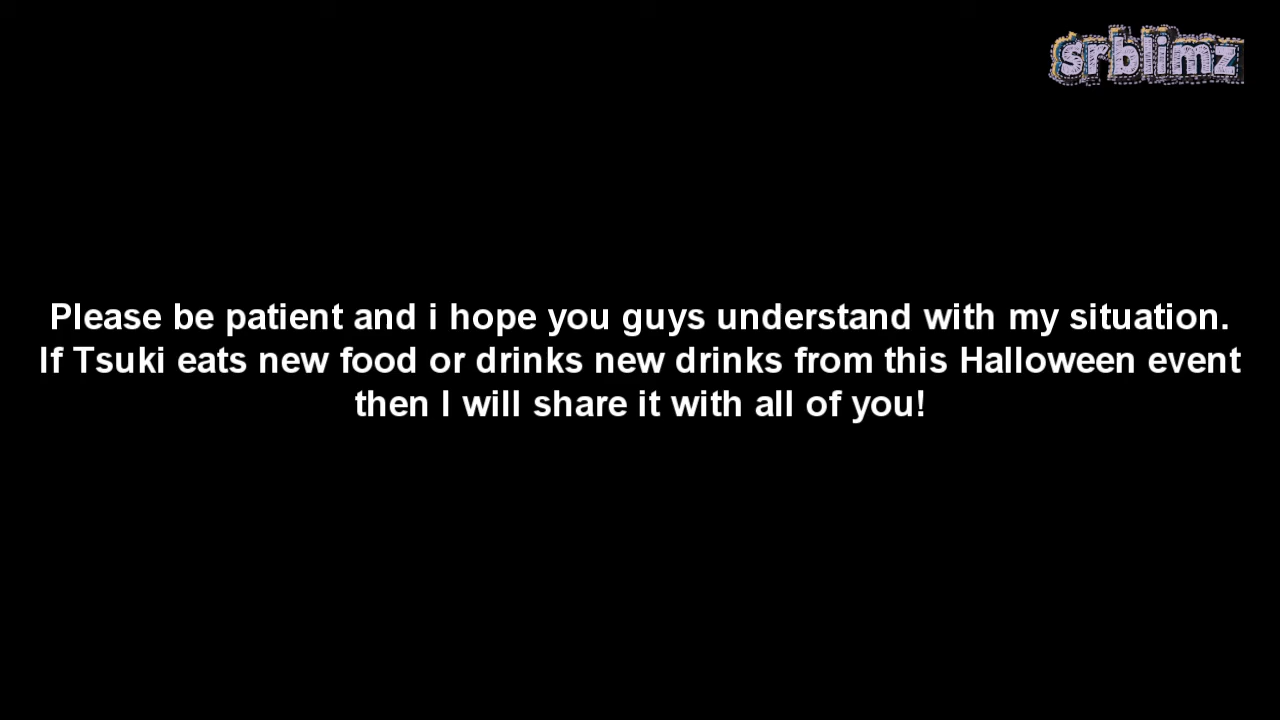 srblimz
Please be patient and i hope you guys understand with my situation.
If Tsuki eats new food or drinks new drinks from this Halloween event
then I will share it with all of you!